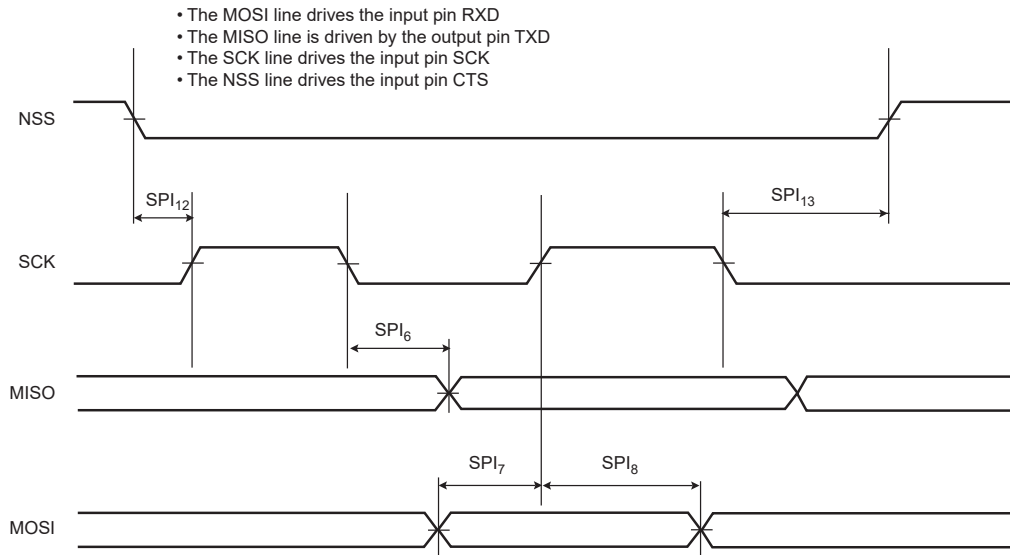 • The MOSI line drives the input pin RXD
• The MISO line is driven by the output pin TXD
• The SCK line drives the input pin SCK
• The NSS line drives the input pin CTS
NSS
SPI₁₂
SPI₁₃
SCK
SPI₆
MISO
SPI₇
SPI₈
MOSI